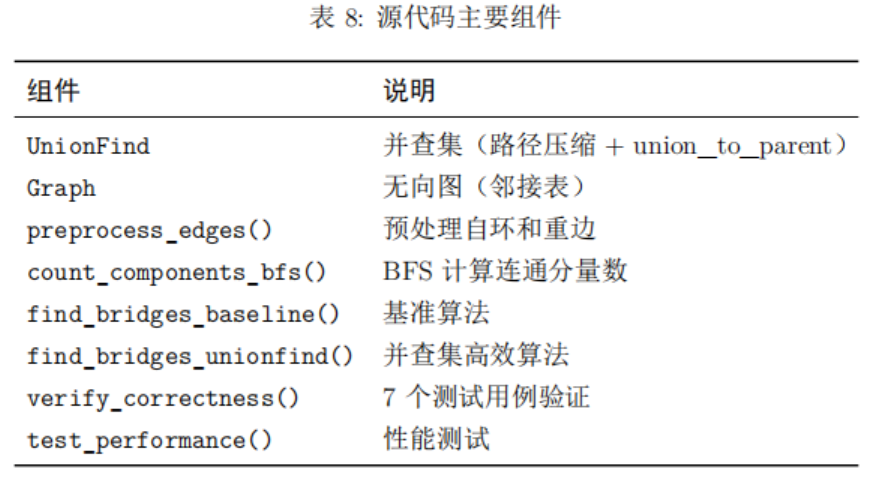 表 8: 源代码主要组件
组件 说明
UnionFind 并查集（路径压缩 + union_to_parent）
Graph 无向图（邻接表）
preprocess_edges() 预处理自环和重边
count_components_bfs() BFS 计算连通分量数
find_bridges_baseline() 基准算法
find_bridges_unionfind() 并查集高效算法
verify_correctness() 7 个测试用例验证
test_performance() 性能测试